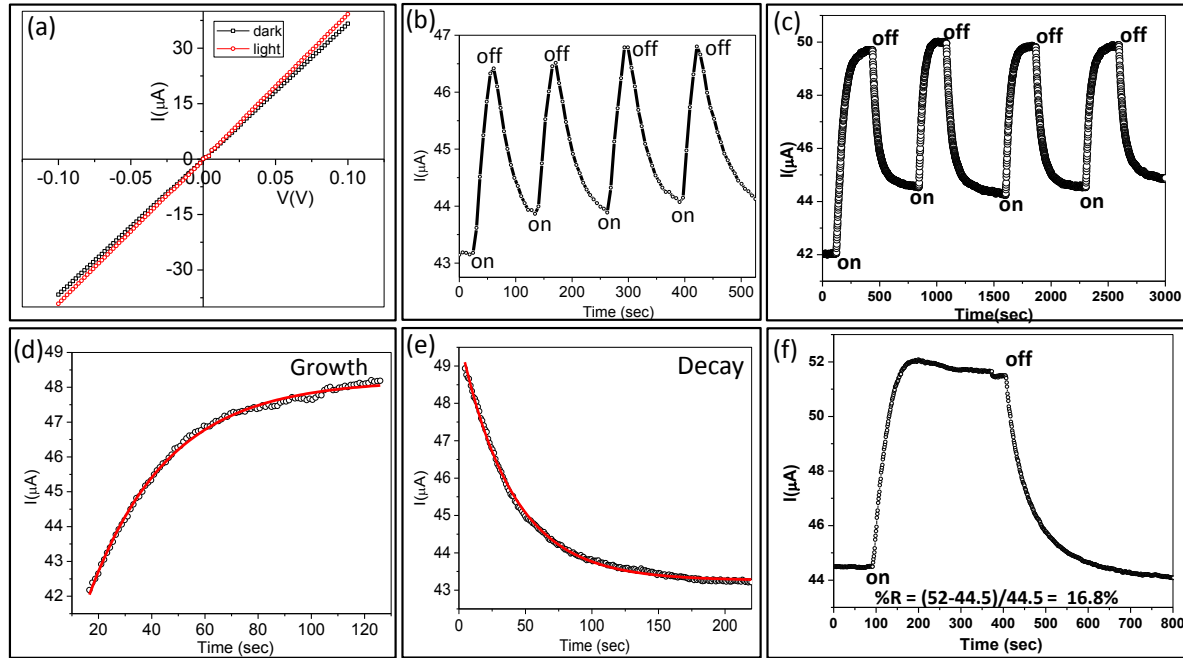 (a)
dark
light
I(μA)
30
15
0
-15
-30
-0.10
-0.05
0.00
0.05
0.10
V(V)
(b)
off
off
off
off
on
on
on
on
I(μA)
47
46
45
44
43
0
100
200
300
400
500
Time (sec)
(c)
off
off
off
off
on
on
on
on
I(μA)
50
48
46
44
42
0
500
1000
1500
2000
2500
3000
Time(sec)
(d)
Growth
I(μA)
49
48
47
46
45
44
43
42
20
40
60
80
100
120
Time (sec)
(e)
Decay
I(μA)
49
48
47
46
45
44
43
42
0
50
100
150
200
Time (sec)
(f)
off
on
I(μA)
52
50
48
46
44
%R = (52-44.5)/44.5 = 16.8%
0
100
200
300
400
500
600
700
800
Time (sec)